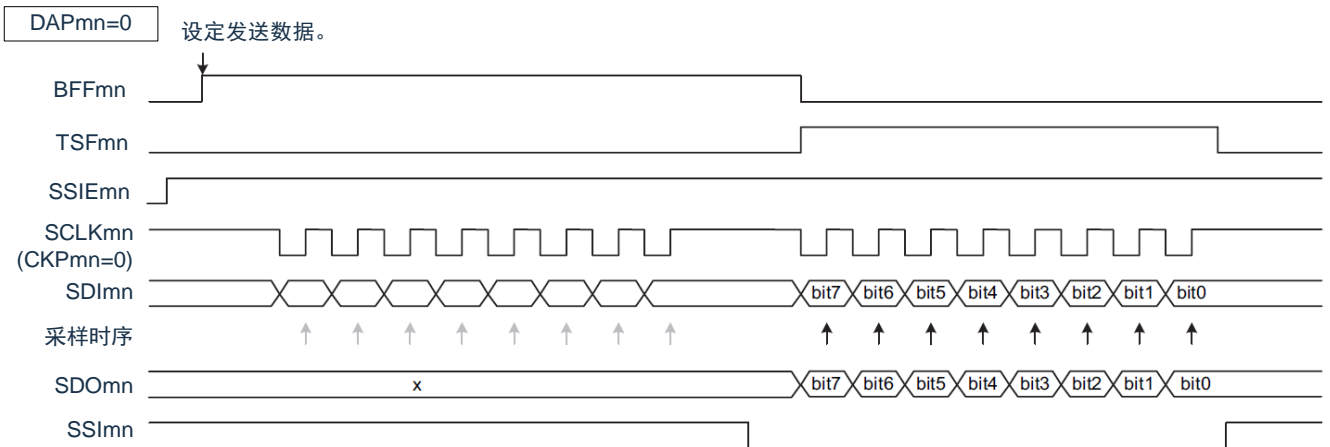 DAPmn=0
设定发送数据。
BFFmn
TSFmn
SSIEmn
SCLKmn
(CKPmn=0)
SDImn
bit7 bit6 bit5 bit4 bit3 bit2 bit1 bit0
采样时序
SDOmn
x
bit7 bit6 bit5 bit4 bit3 bit2 bit1 bit0
SSImn